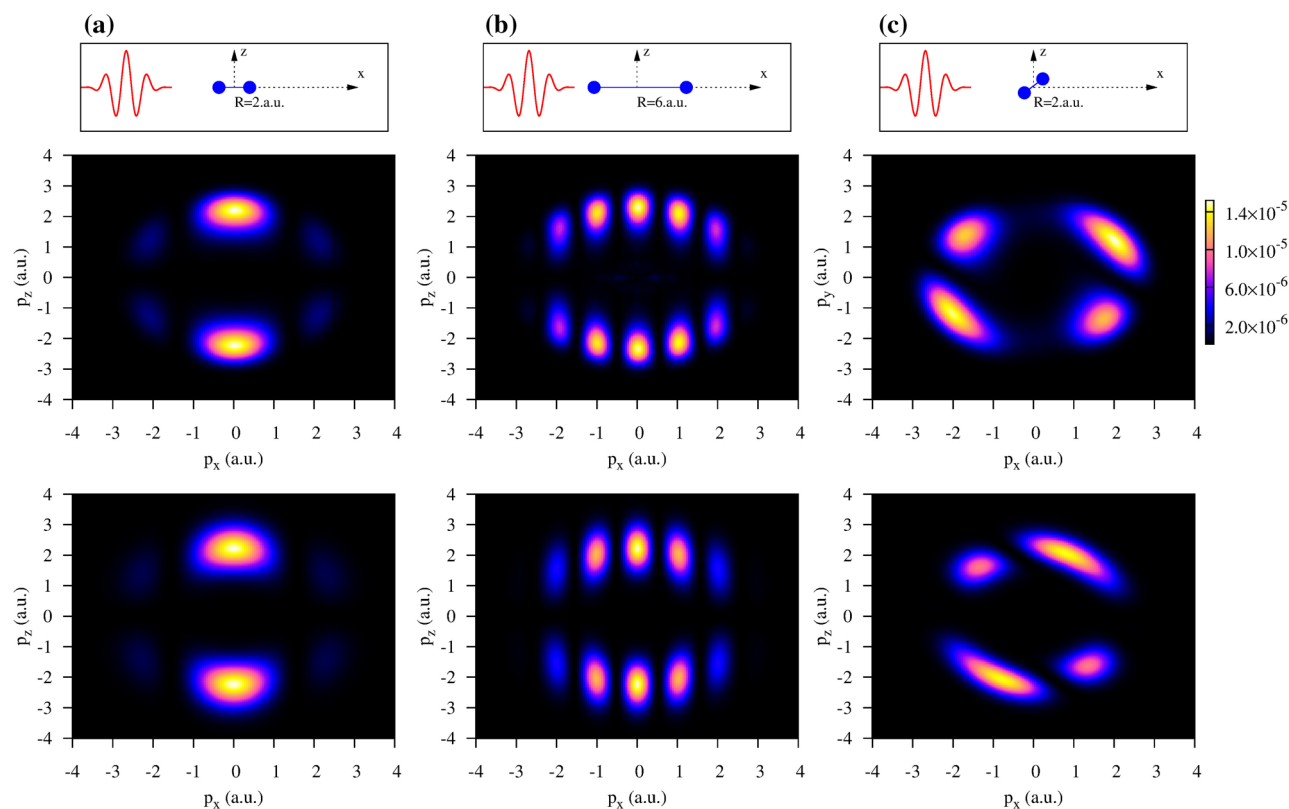 (a) (b) (c)
z z z
x x x
R=2.a.u. R=6.a.u. R=2.a.u.
4 4 4
3 3 3
2 2 2 1.4×10⁻⁵
1 1 1 1.0×10⁻⁵
0 0 0
-1 -1 -1 6.0×10⁻⁶
-2 -2 -2 2.0×10⁻⁶
-3 -3 -3
-4 -4 -4
p_z (a.u.) p_z (a.u.) p_y (a.u.)
-4 -3 -2 -1 0 1 2 3 4 -4 -3 -2 -1 0 1 2 3 4 -4 -3 -2 -1 0 1 2 3 4
p_x (a.u.) p_x (a.u.) p_x (a.u.)
4 4 4
3 3 3
2 2 2
1 1 1
0 0 0
-1 -1 -1
-2 -2 -2
-3 -3 -3
-4 -4 -4
p_z (a.u.) p_z (a.u.) p_z (a.u.)
-4 -3 -2 -1 0 1 2 3 4 -4 -3 -2 -1 0 1 2 3 4 -4 -3 -2 -1 0 1 2 3 4
p_x (a.u.) p_x (a.u.) p_x (a.u.)